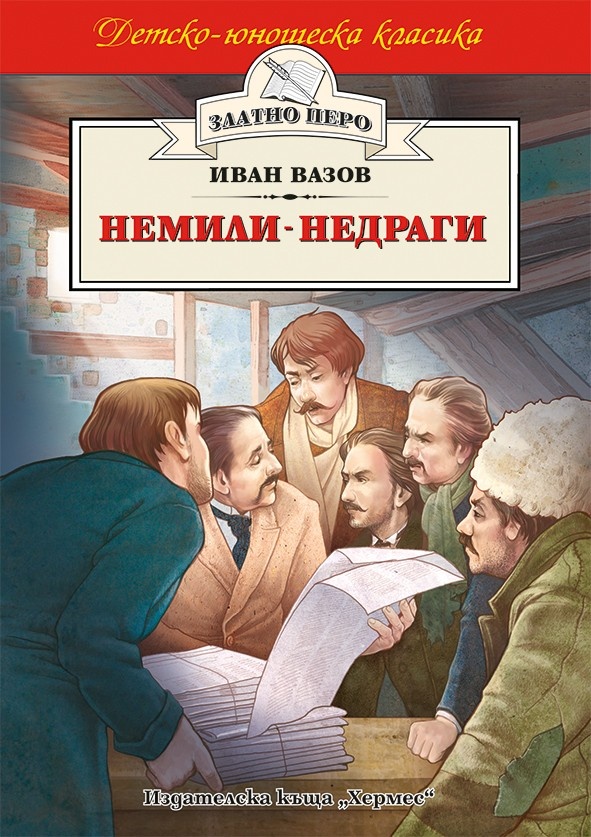 Детско-юношеска класика
ЗЛАТНО ПЕРО
ИВАН ВАЗОВ
НЕМИЛИ-НЕДРАГИ
Издателска къща „Хермес“